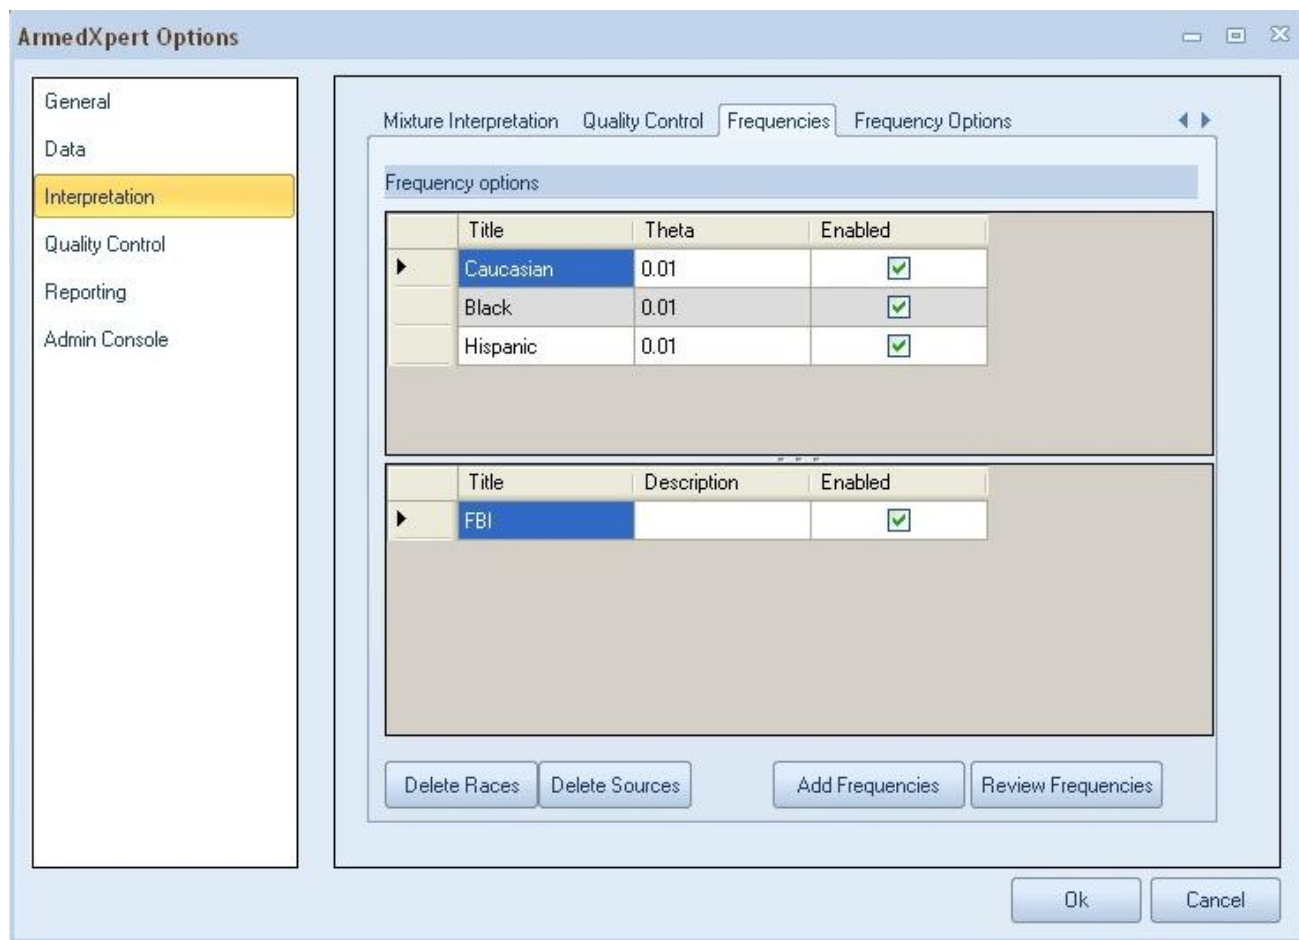 ArmedXpert Options
General
Data
Interpretation
Quality Control
Reporting
Admin Console
Mixture Interpretation Quality Control Frequencies Frequency Options
Frequency options
Title Theta Enabled
Caucasian 0.01
Black 0.01
Hispanic 0.01
Title Description Enabled
FBI
Delete Races Delete Sources Add Frequencies Review Frequencies
Ok Cancel